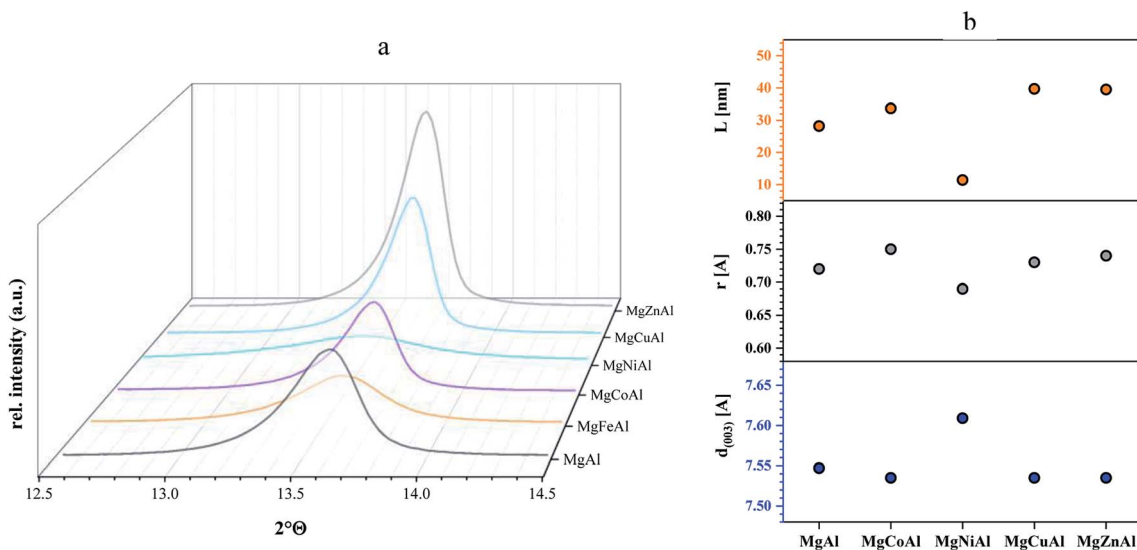 a
rel. intensity (a.u.)
MgZnAl
MgCuAl
MgNiAl
MgCoAl
MgFeAl
MgAl
12.5 13.0 13.5 14.0 14.5
2°Θ
b
L [nm]
50
40
30
20
10
r [A]
0.80
0.75
0.70
0.65
0.60
d(003) [A]
7.65
7.60
7.55
7.50
MgAl MgCoAl MgNiAl MgCuAl MgZnAl